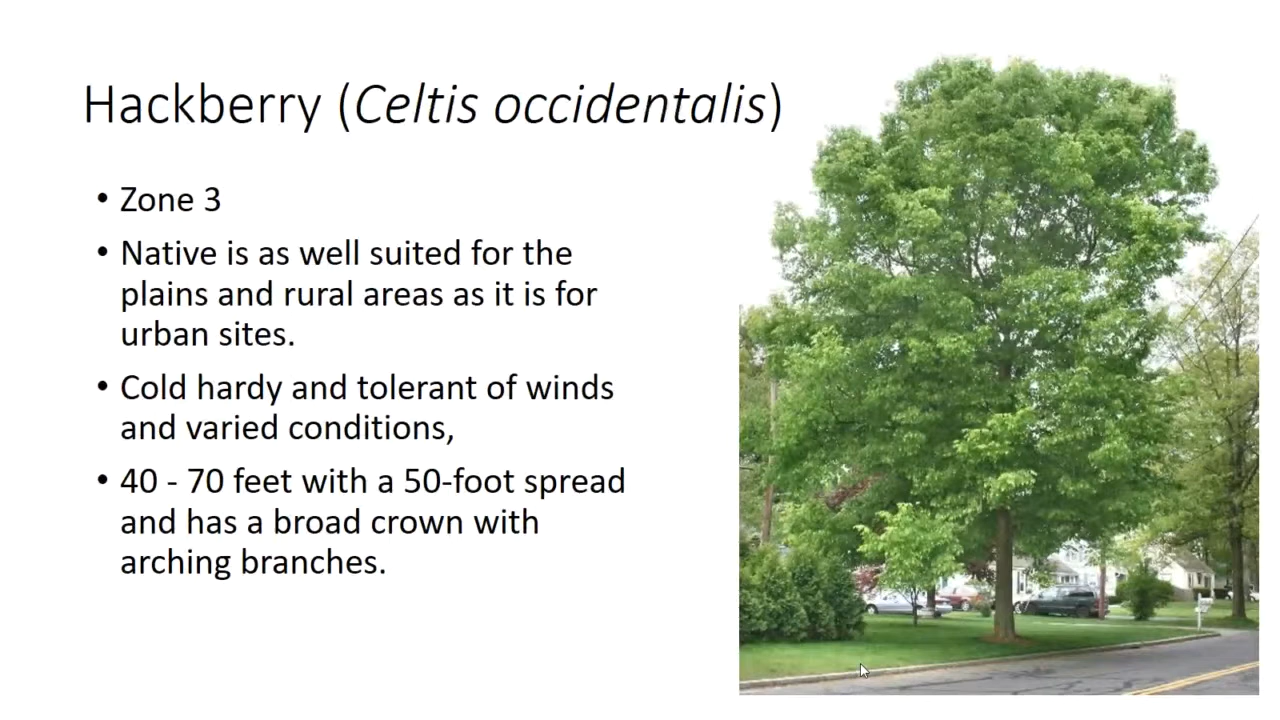 Hackberry (Celtis occidentalis)
• Zone 3
• Native is as well suited for the
plains and rural areas as it is for
urban sites.
• Cold hardy and tolerant of winds
and varied conditions,
• 40 - 70 feet with a 50-foot spread
and has a broad crown with
arching branches.